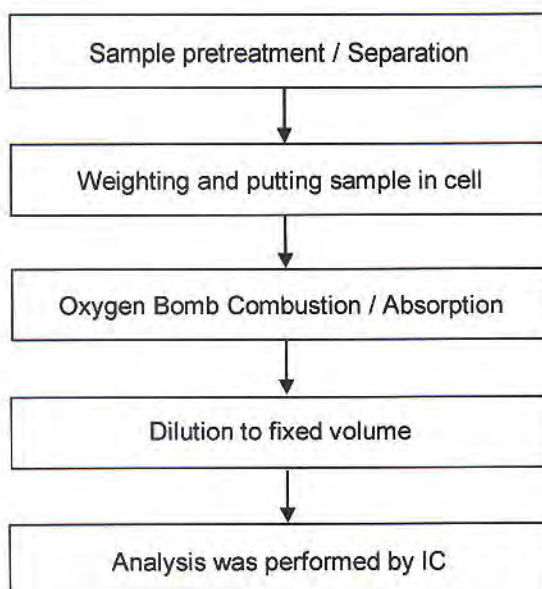 Sample pretreatment / Separation
Weighting and putting sample in cell
Oxygen Bomb Combustion / Absorption
Dilution to fixed volume
Analysis was performed by IC